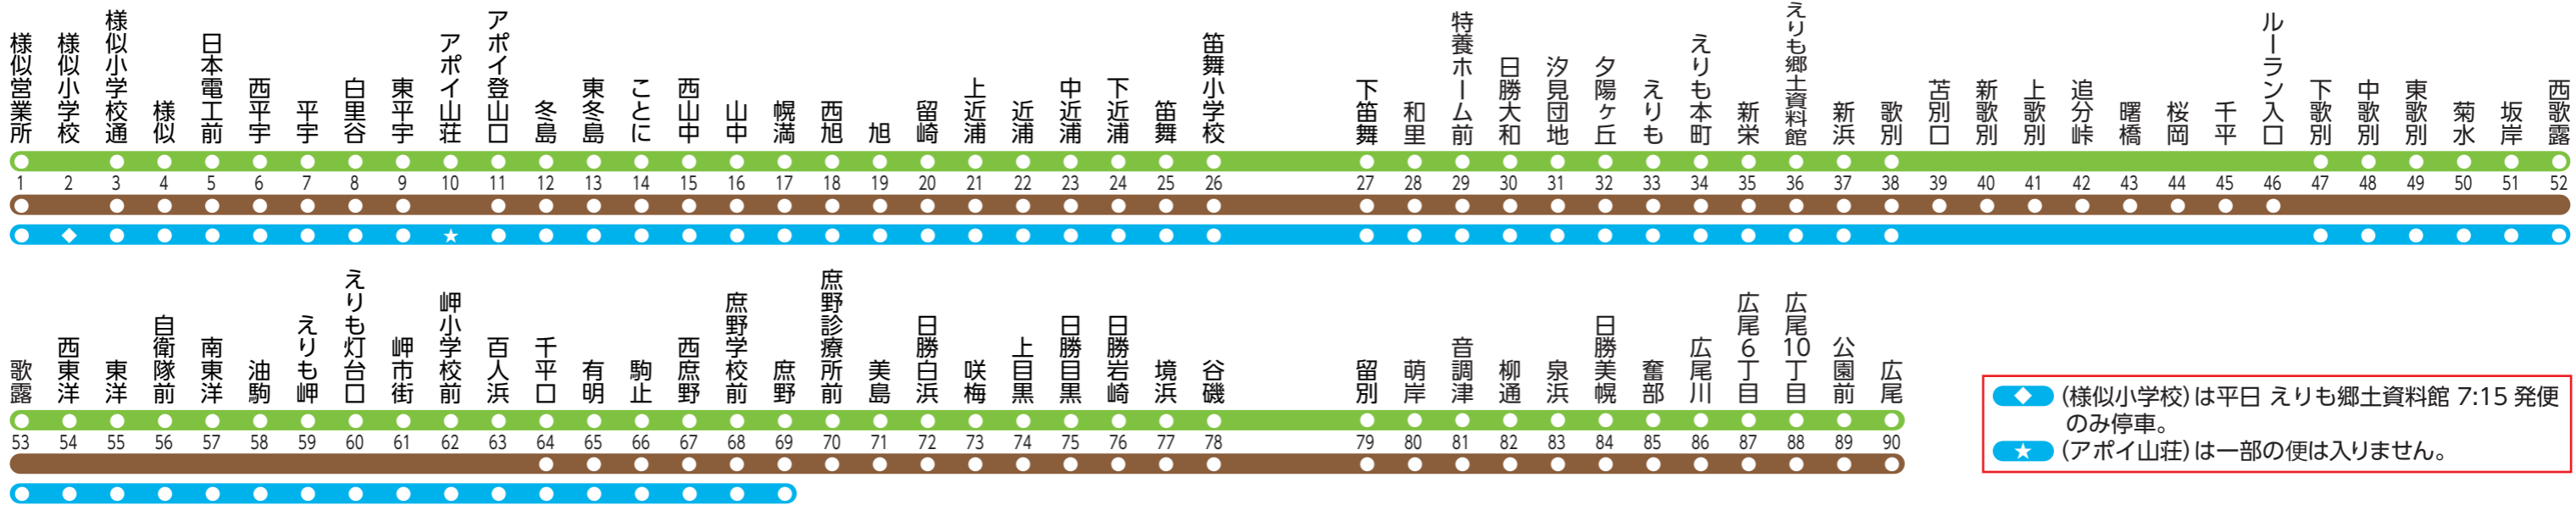 様似営業所
様似小学校
様似小学校通
様似
日本電工前
西平宇
平宇
白里谷
東平宇
アポイ山荘
アポイ登山口
冬島
東冬島
ことに
西山中
山中
幌満
西旭
旭
留崎
上近浦
近浦
中近浦
下近浦
笛舞
笛舞小学校
下笛舞
和里
特養ホーム前
日勝大和
汐見団地
夕陽ヶ丘
えりも
えりも本町
新栄
えりも郷土資料館
新浜
歌別
苫別口
新歌別
上歌別
追分峠
曙橋
桜岡
千平
ルーラン入口
下歌別
中歌別
東歌別
菊水
坂岸
西歌露
1 2 3 4 5 6 7 8 9 10 11 12 13 14 15 16 17 18 19 20 21 22 23 24 25 26 27 28 29 30 31 32 33 34 35 36 37 38 39 40 41 42 43 44 45 46 47 48 49 50 51 52
歌露
西東洋
東洋
自衛隊前
南東洋
油駒
えりも岬
えりも灯台口
岬市街
岬小学校前
百人浜
千平口
有明
駒止
西庶野
庶野学校前
庶野
庶野診療所前
美島
日勝白浜
咲梅
上目黒
日勝目黒
日勝岩崎
境浜
谷磯
留別
萌岸
音調津
柳通
泉浜
日勝美幌
奮部
広尾川
広尾6丁目
広尾10丁目
公園前
広尾
53 54 55 56 57 58 59 60 61 62 63 64 65 66 67 68 69 70 71 72 73 74 75 76 77 78 79 80 81 82 83 84 85 86 87 88 89 90
◆ (様似小学校)は平日 えりも郷土資料館 7:15 発便
のみ停車。
★ (アポイ山荘)は一部の便は入りません。